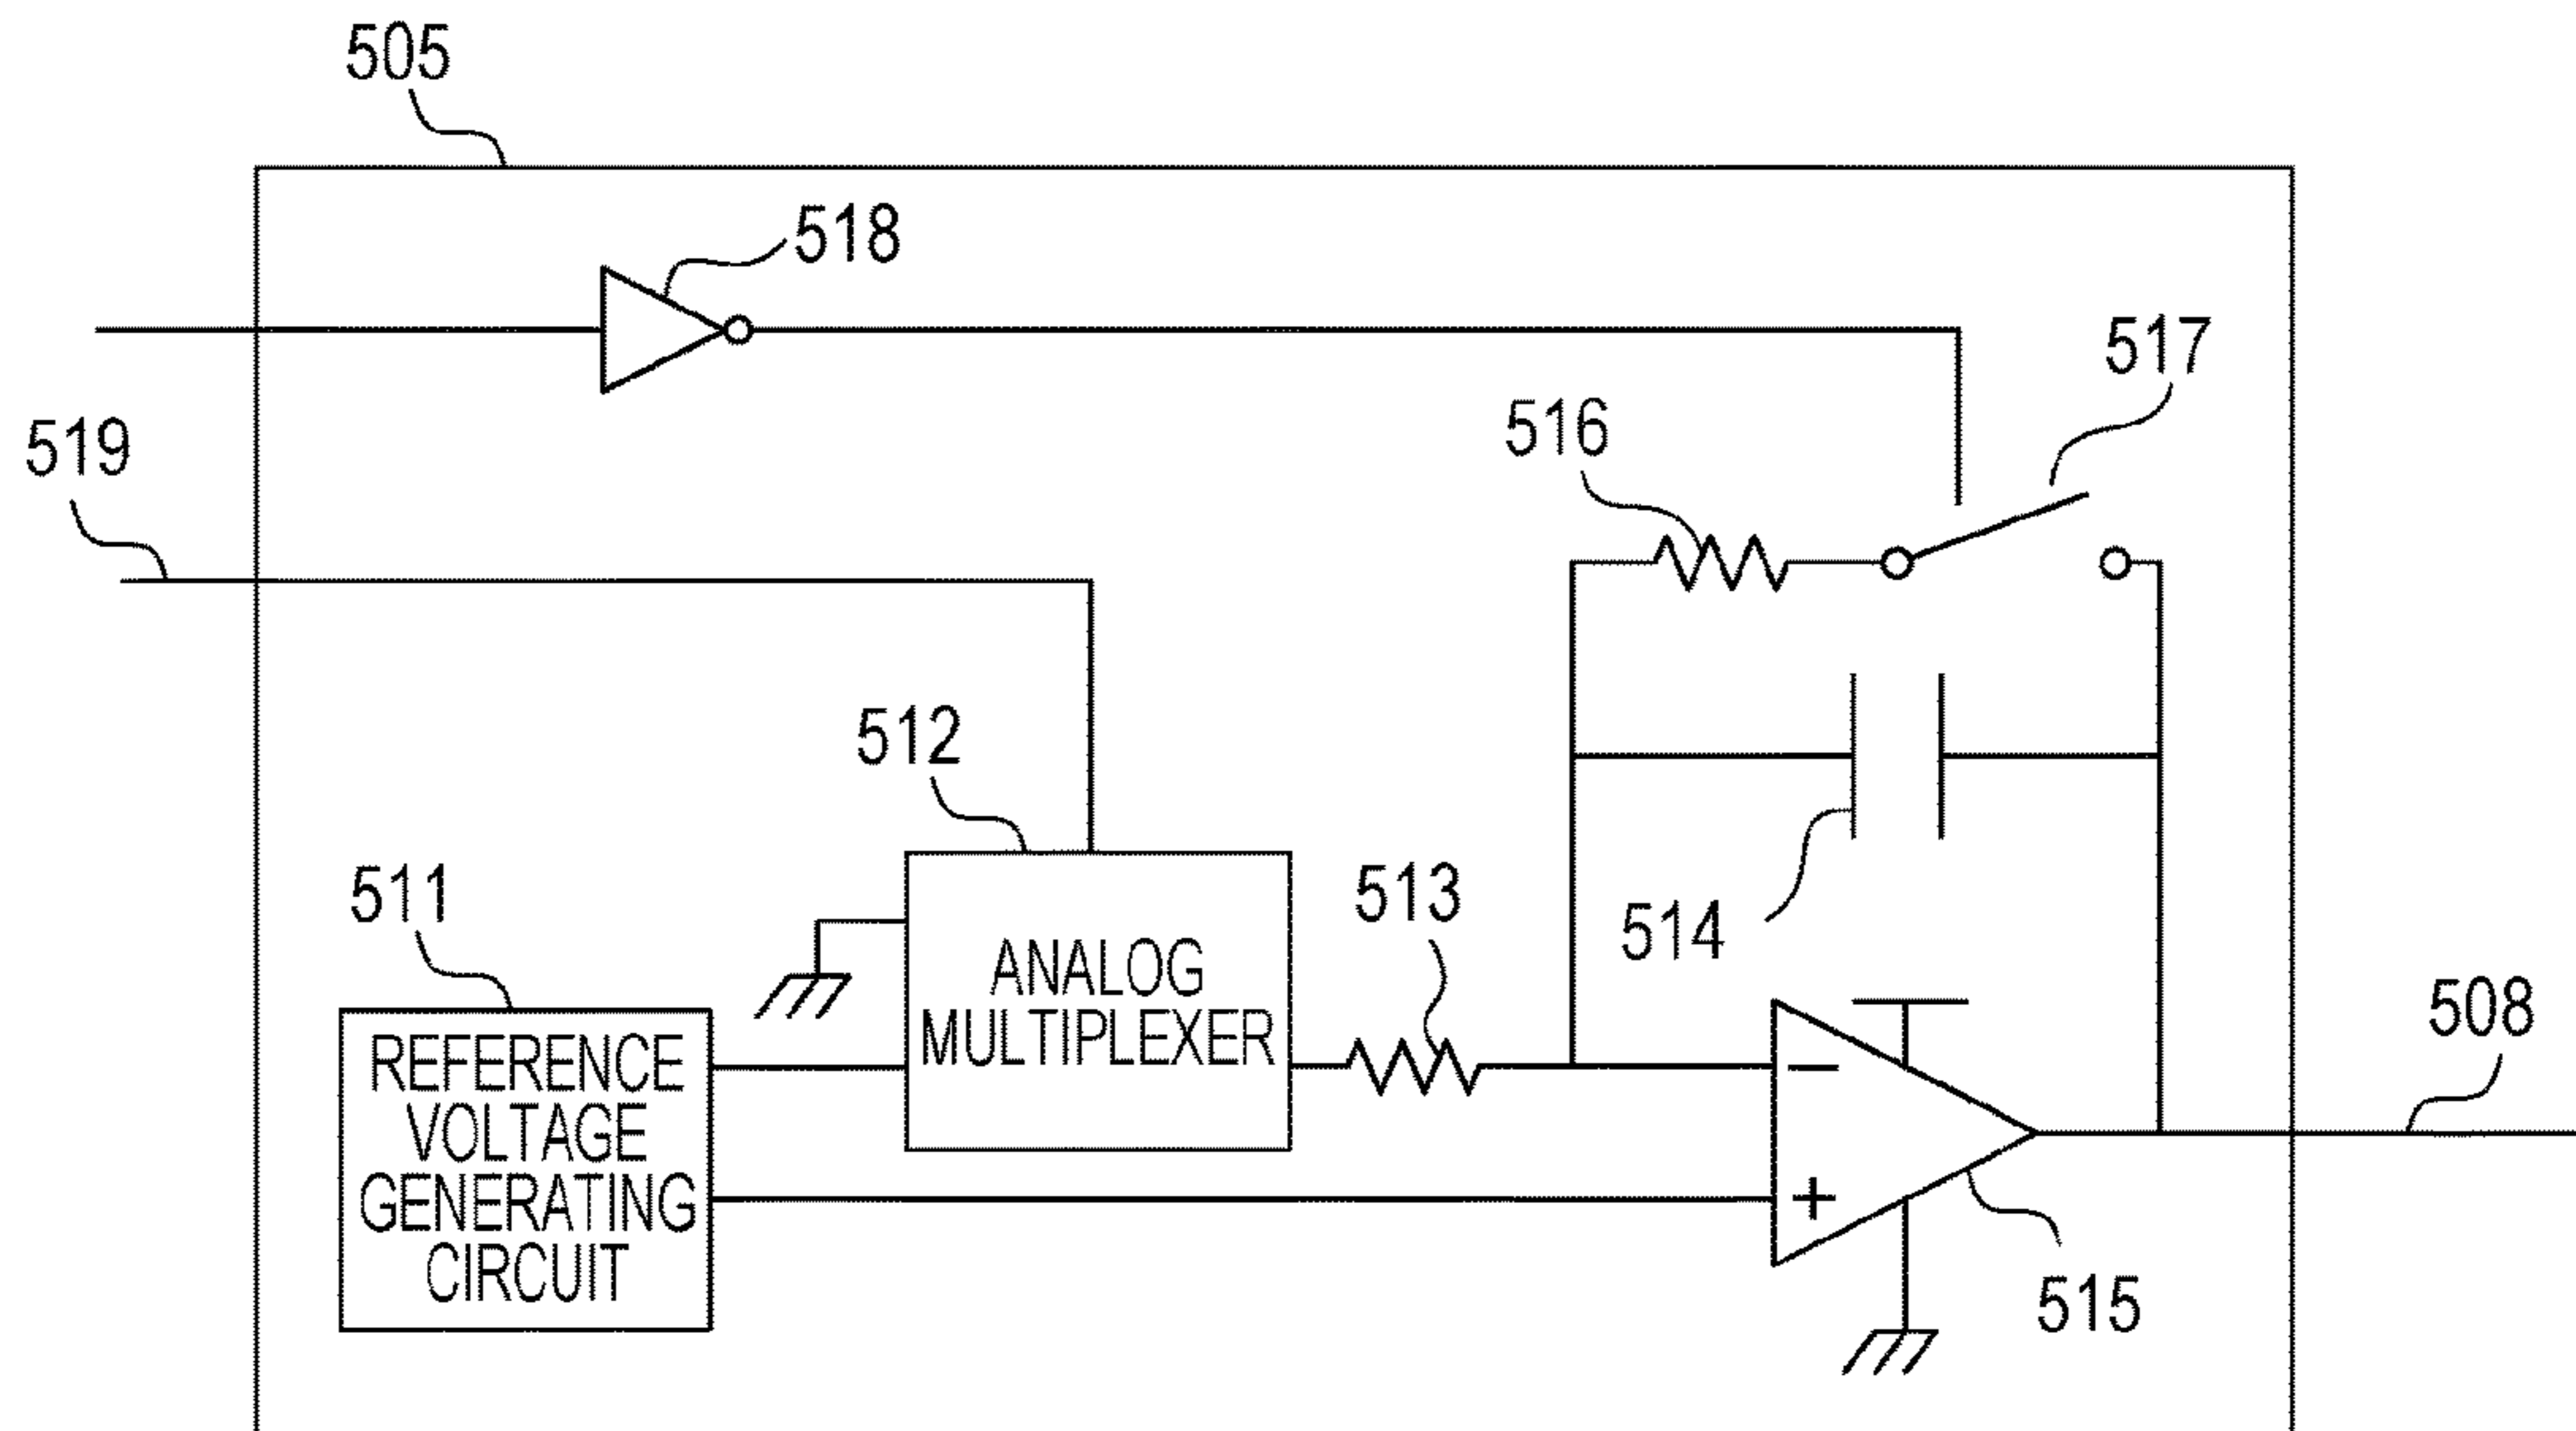 505
518
517
519
516
512
511
513
514
ANALOG
MULTIPLEXER
REFERENCE
VOLTAGE
GENERATING
CIRCUIT
−
+
508
515